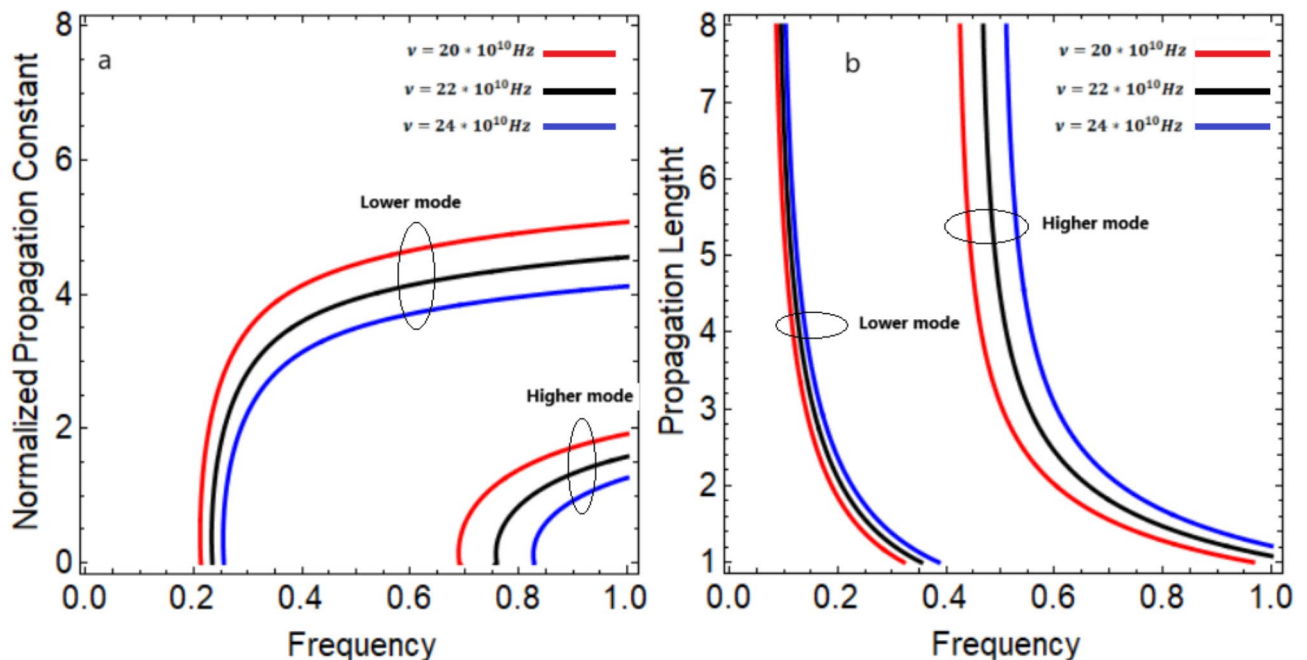 a
ν = 20 * 10¹⁰Hz
ν = 22 * 10¹⁰Hz
ν = 24 * 10¹⁰Hz
Lower mode
Higher mode
Normalized Propagation Constant
8
6
4
2
0
0.0 0.2 0.4 0.6 0.8 1.0
Frequency
b
ν = 20 * 10¹⁰Hz
ν = 22 * 10¹⁰Hz
ν = 24 * 10¹⁰Hz
Higher mode
Lower mode
Propagation Lenght
8
7
6
5
4
3
2
1
0.0 0.2 0.4 0.6 0.8 1.0
Frequency